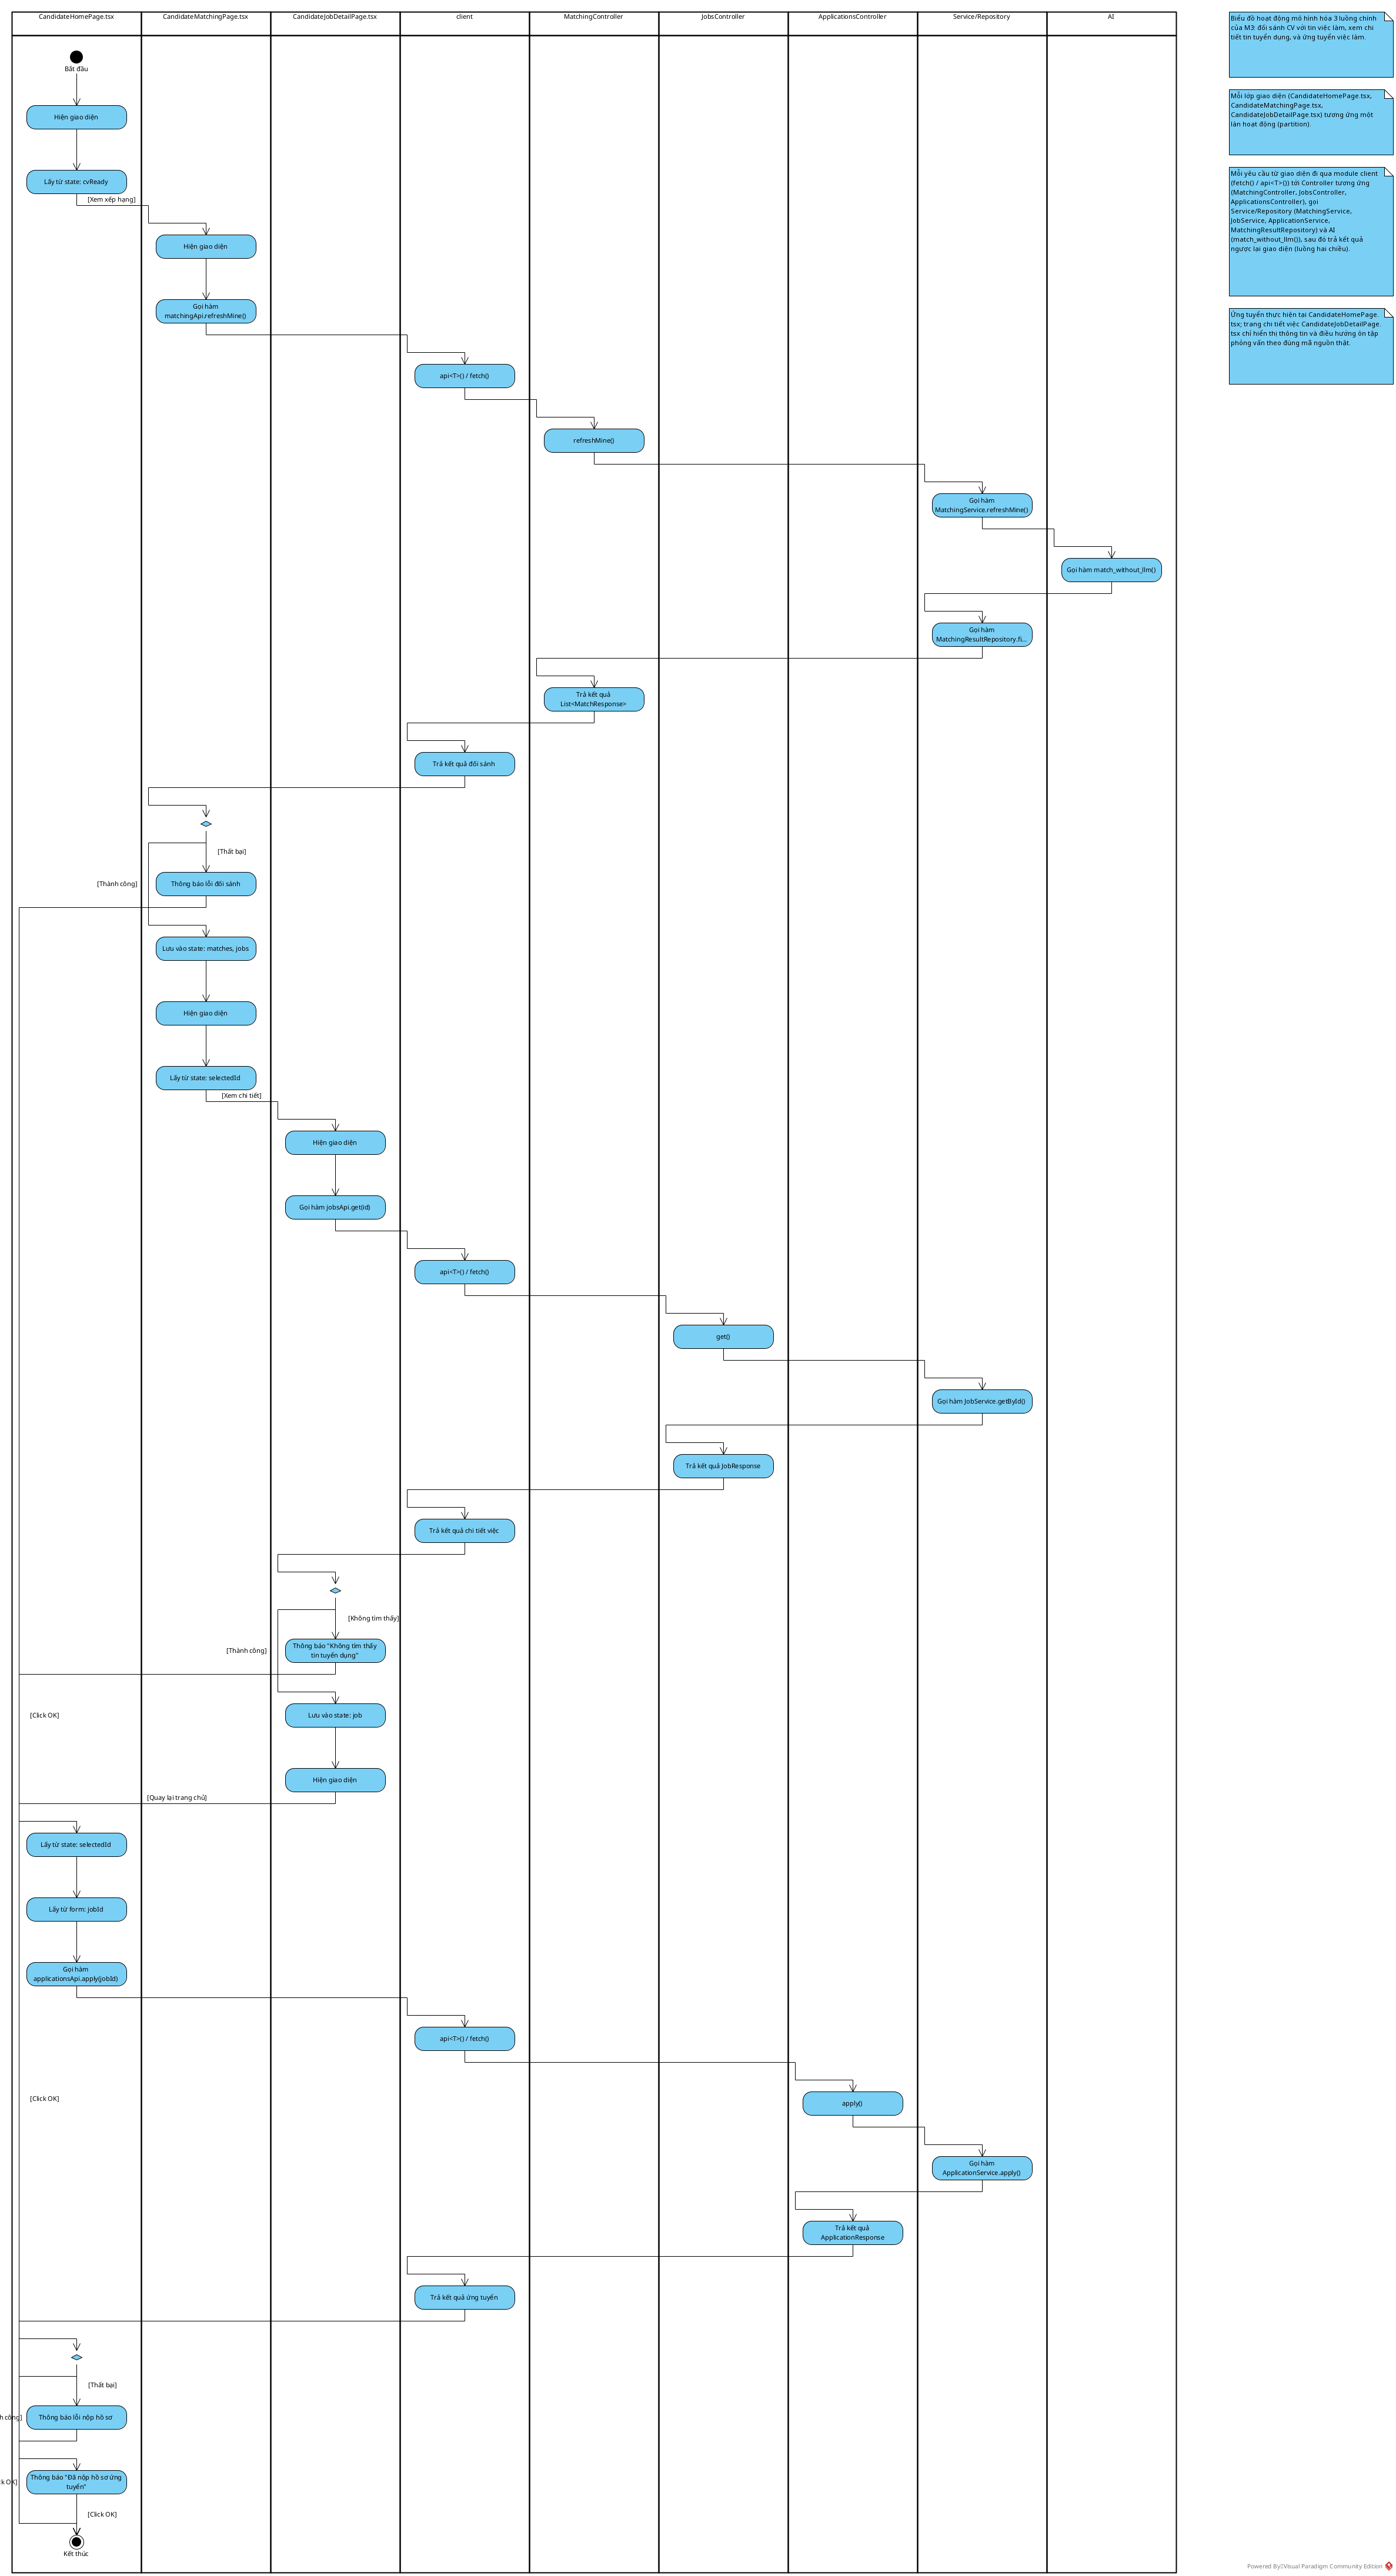 CandidateHomePage.tsx
CandidateMatchingPage.tsx
CandidateJobDetailPage.tsx
client
MatchingController
JobsController
ApplicationsController
Service/Repository
AI
Biểu đồ hoạt động mô hình hóa 3 luồng chính
của M3: đối sánh CV với tin việc làm, xem chi
tiết tin tuyển dụng, và ứng tuyển việc làm.
Mỗi lớp giao diện (CandidateHomePage.tsx,
CandidateMatchingPage.tsx,
CandidateJobDetailPage.tsx) tương ứng một
làn hoạt động (partition).
Mỗi yêu cầu từ giao diện đi qua module client
(fetch() / api<T>()) tới Controller tương ứng
(MatchingController, JobsController,
ApplicationsController), gọi
Service/Repository (MatchingService,
JobService, ApplicationService,
MatchingResultRepository) và AI
(match_without_llm()), sau đó trả kết quả
ngược lại giao diện (luồng hai chiều).
Ứng tuyển thực hiện tại CandidateHomePage.
tsx; trang chi tiết việc CandidateJobDetailPage.
tsx chỉ hiển thị thông tin và điều hướng ôn tập
phỏng vấn theo đúng mã nguồn thật.
Bắt đầu
Hiện giao diện
Lấy từ state: cvReady
[Xem xếp hạng]
Hiện giao diện
Gọi hàm
matchingApi.refreshMine()
api<T>() / fetch()
refreshMine()
Gọi hàm
MatchingService.refreshMine()
Gọi hàm match_without_llm()
Gọi hàm
MatchingResultRepository.fi...
Trả kết quả
List<MatchResponse>
Trả kết quả đối sánh
[Thất bại]
[Thành công]
Thông báo lỗi đối sánh
Lưu vào state: matches, jobs
Hiện giao diện
Lấy từ state: selectedId
[Xem chi tiết]
Hiện giao diện
Gọi hàm jobsApi.get(id)
api<T>() / fetch()
get()
Gọi hàm JobService.getById()
Trả kết quả JobResponse
Trả kết quả chi tiết việc
[Không tìm thấy]
[Thành công]
Thông báo "Không tìm thấy
tin tuyển dụng"
[Click OK]
Lưu vào state: job
Hiện giao diện
[Quay lại trang chủ]
Lấy từ state: selectedId
Lấy từ form: jobId
Gọi hàm
applicationsApi.apply(jobId)
api<T>() / fetch()
[Click OK]
apply()
Gọi hàm
ApplicationService.apply()
Trả kết quả
ApplicationResponse
Trả kết quả ứng tuyển
[Thất bại]
h công]
Thông báo lỗi nộp hồ sơ
k OK]
Thông báo "Đã nộp hồ sơ ứng
tuyển"
[Click OK]
Kết thúc
Powered By Visual Paradigm Community Edition